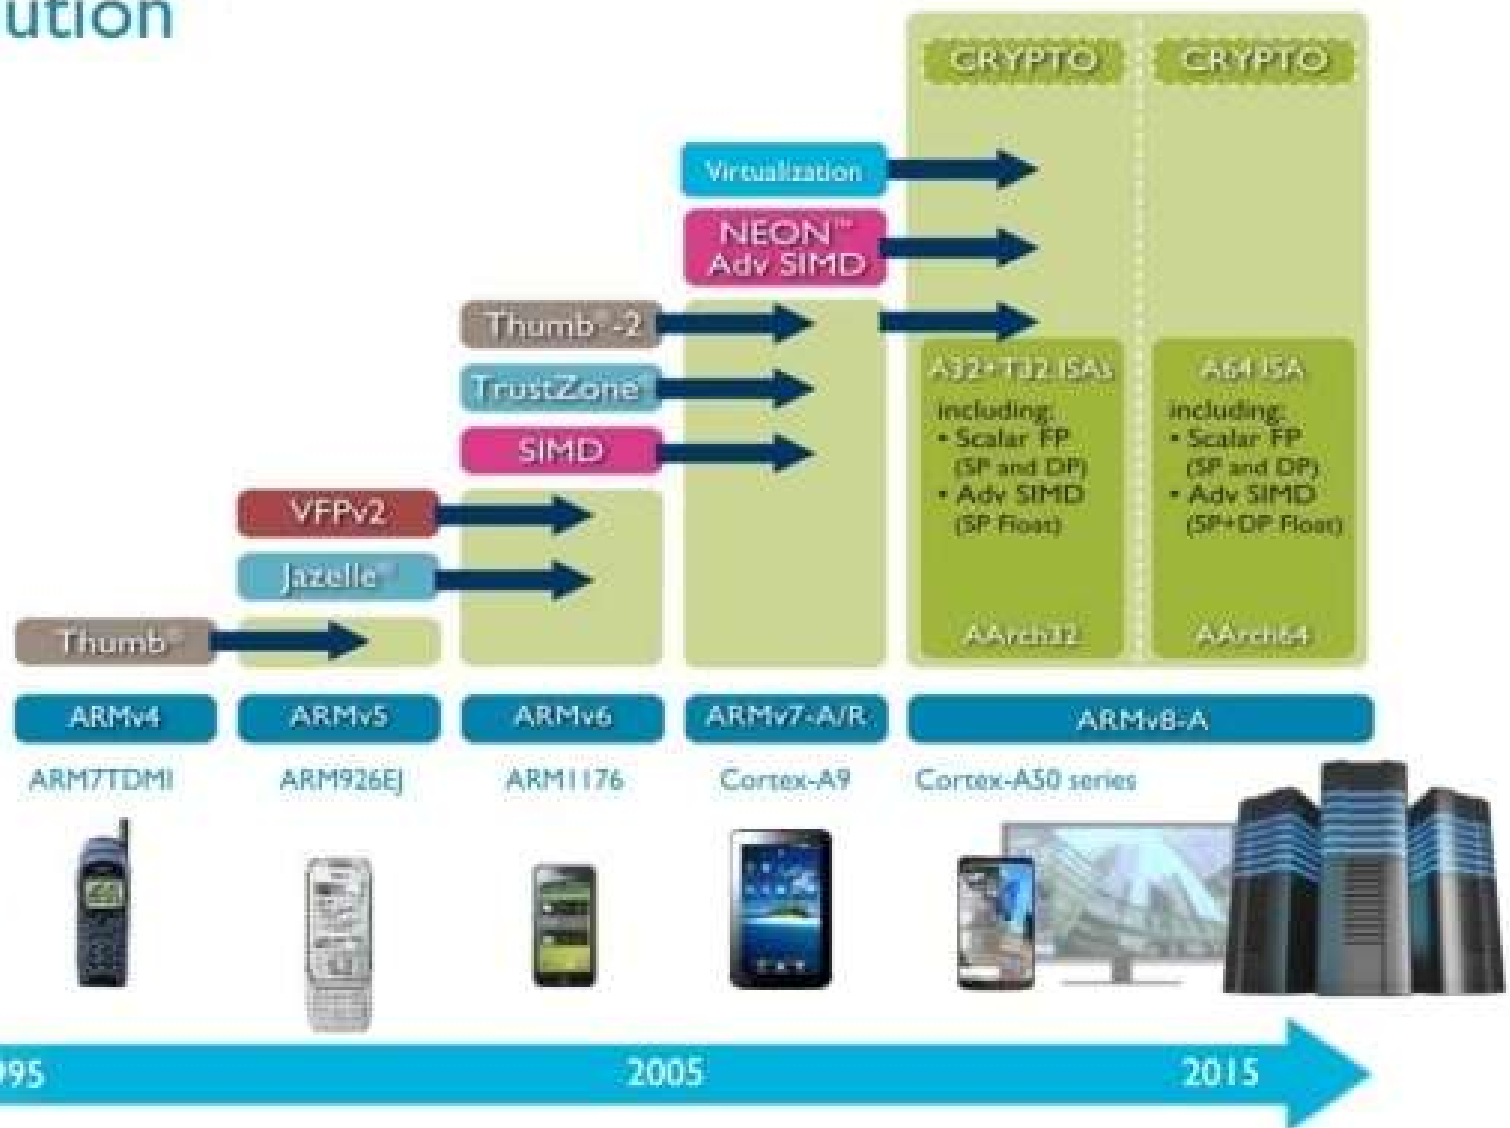 ution
CRYPTO
CRYPTO
Virtualization
NEON™
Adv SIMD
Thumb®-2
TrustZone®
SIMD
VFPv2
Jazelle®
Thumb®
A32+T32 ISAs
including:
• Scalar FP
(SP and DP)
• Adv SIMD
(SP Float)
AArch32
A64 ISA
including:
• Scalar FP
(SP and DP)
• Adv SIMD
(SP+DP Float)
AArch64
ARMv4
ARMv5
ARMv6
ARMv7-A/R
ARMv8-A
ARM7TDMI
ARM926EJ
ARM1176
Cortex-A9
Cortex-A50 series
995
2005
2015